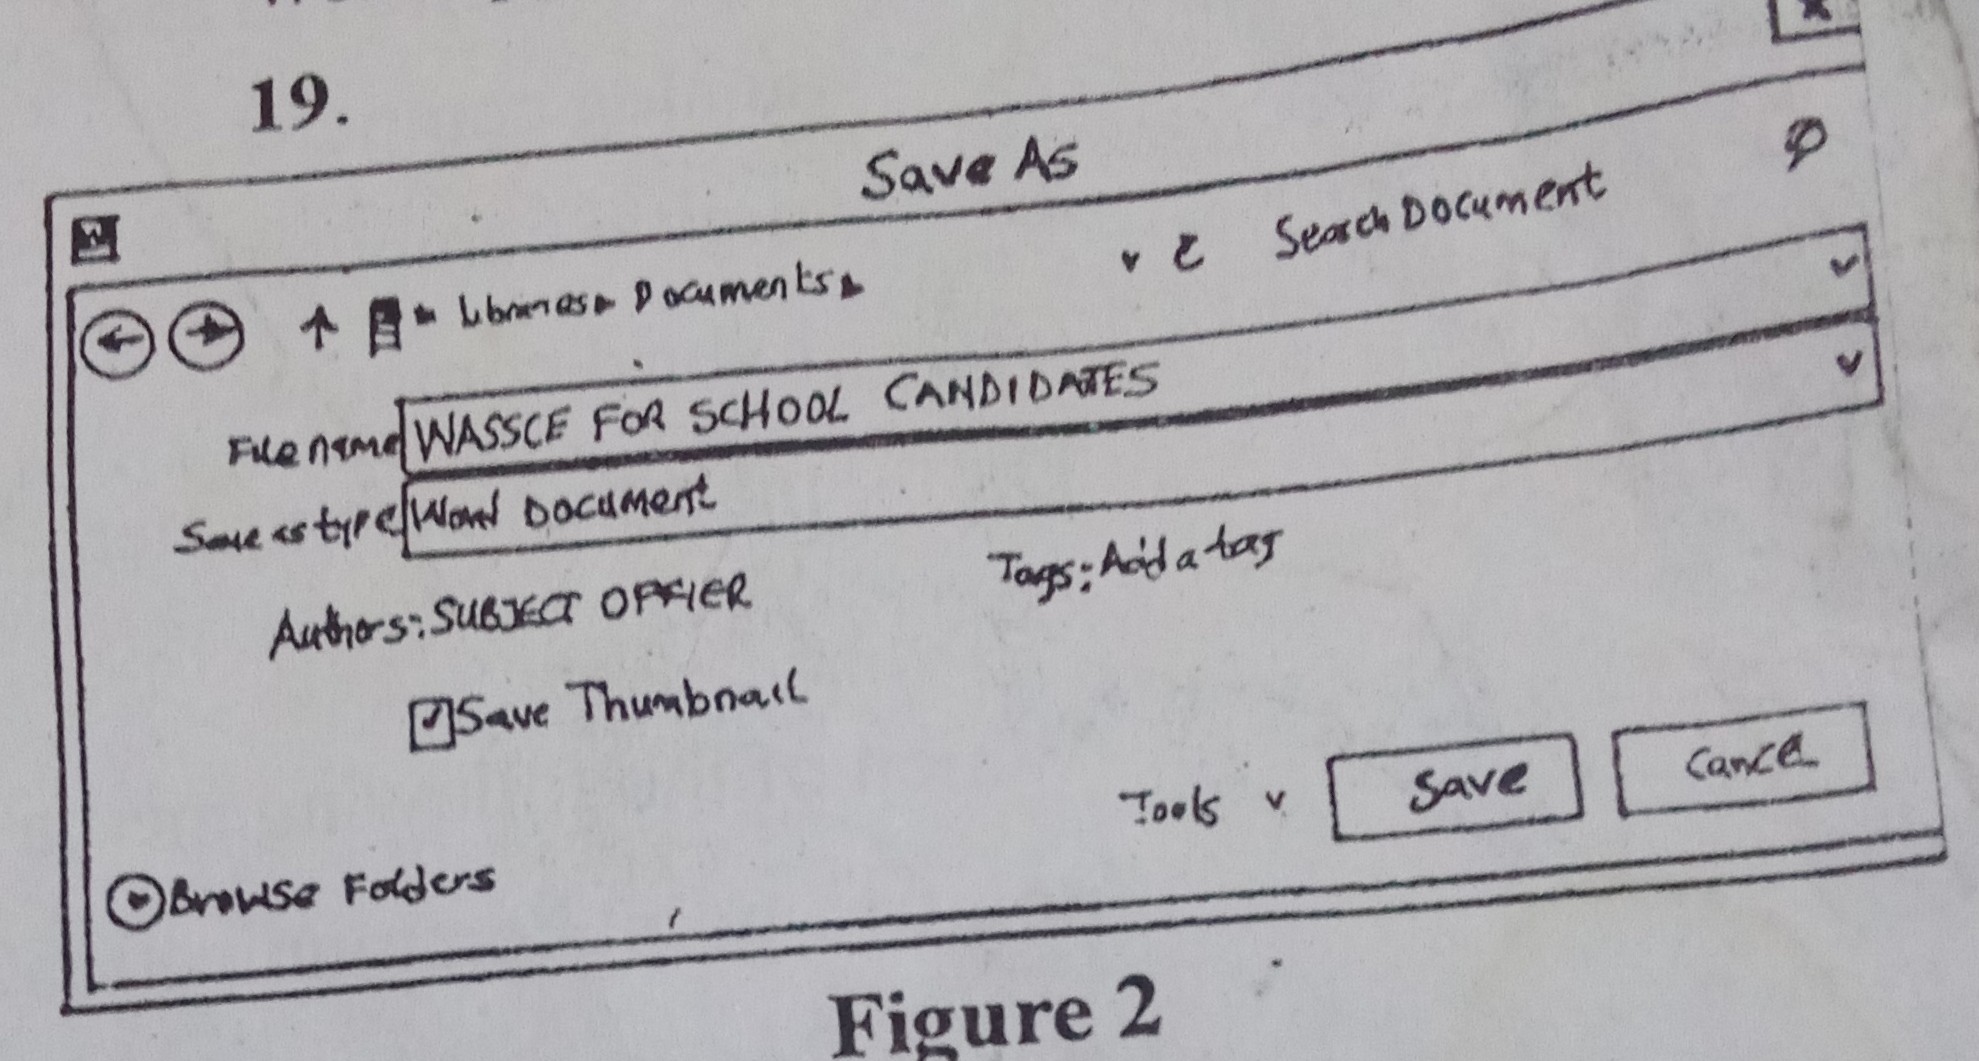 19.
Save As
W
Libraries Documents
Search Document
File name WASSCE FOR SCHOOL CANDIDATES
Save as type Word Document
Authors: SUBJECT OFFIER
Tags: Add a tag
Save Thumbnail
Tools
Save
Cancel
Browse Folders
Figure 2